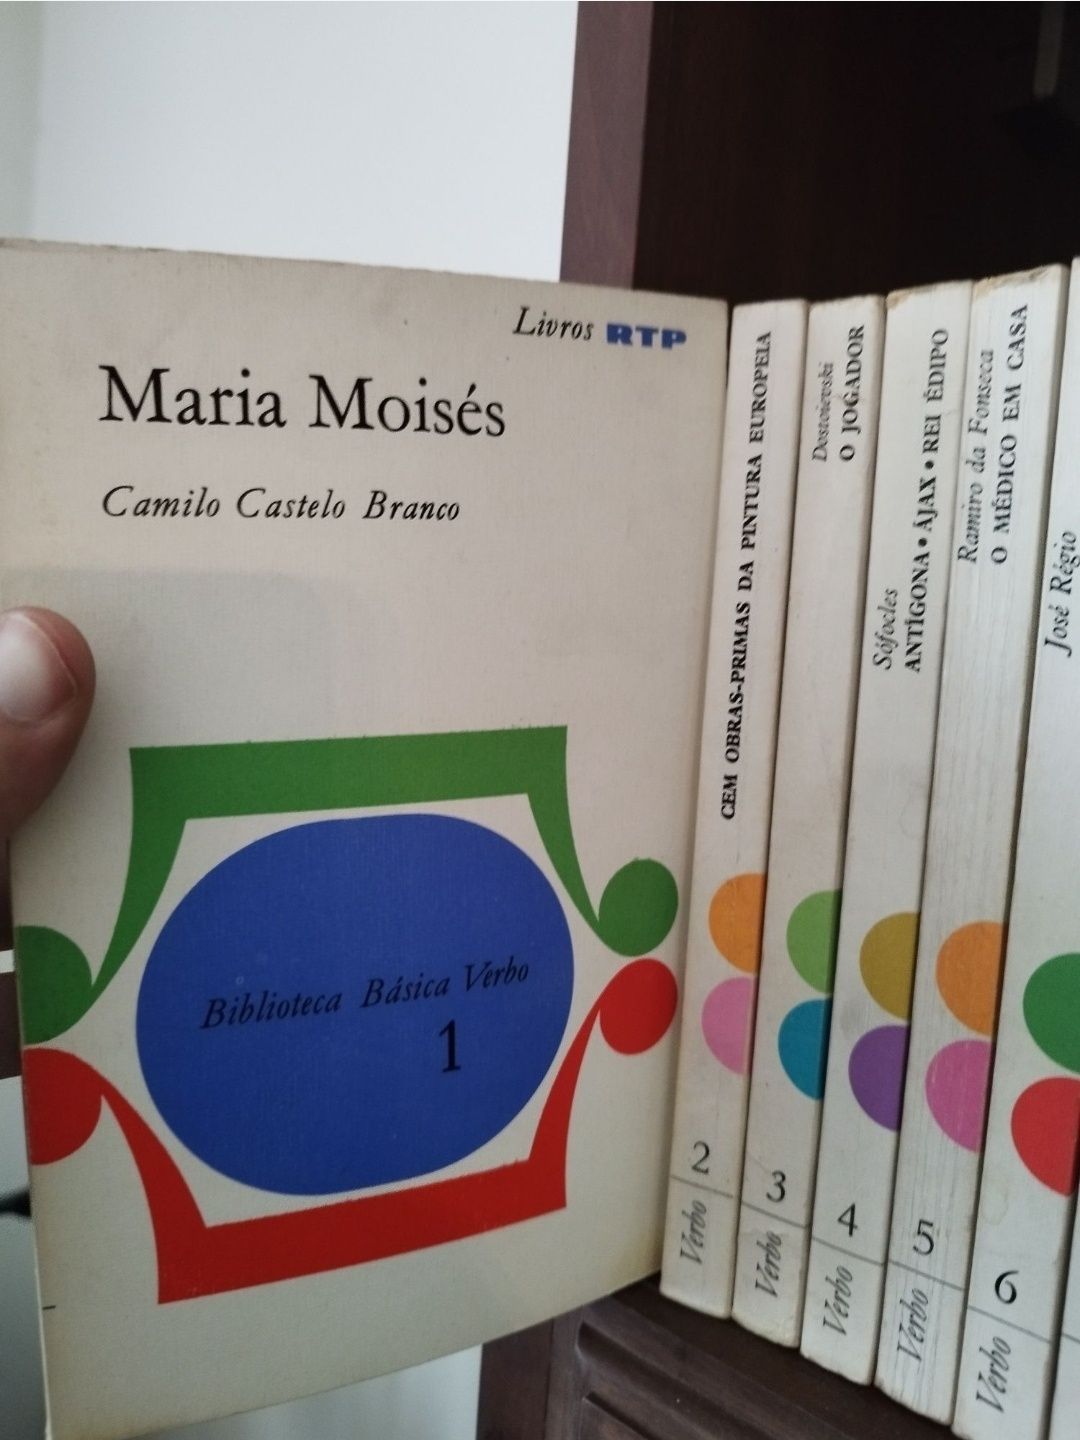 Livros RTP
Maria Moisés
Camilo Castelo Branco
Biblioteca Básica Verbo
1
CEM OBRAS-PRIMAS DA PINTURA EUROPEIA
2
Verbo
Dostoievski
O JOGADOR
3
Verbo
Sófocles
ANTÍGONA • ÁJAX • REI ÉDIPO
4
Verbo
Ramiro da Fonseca
O MÉDICO EM CASA
5
Verbo
José Régio
6
Verbo